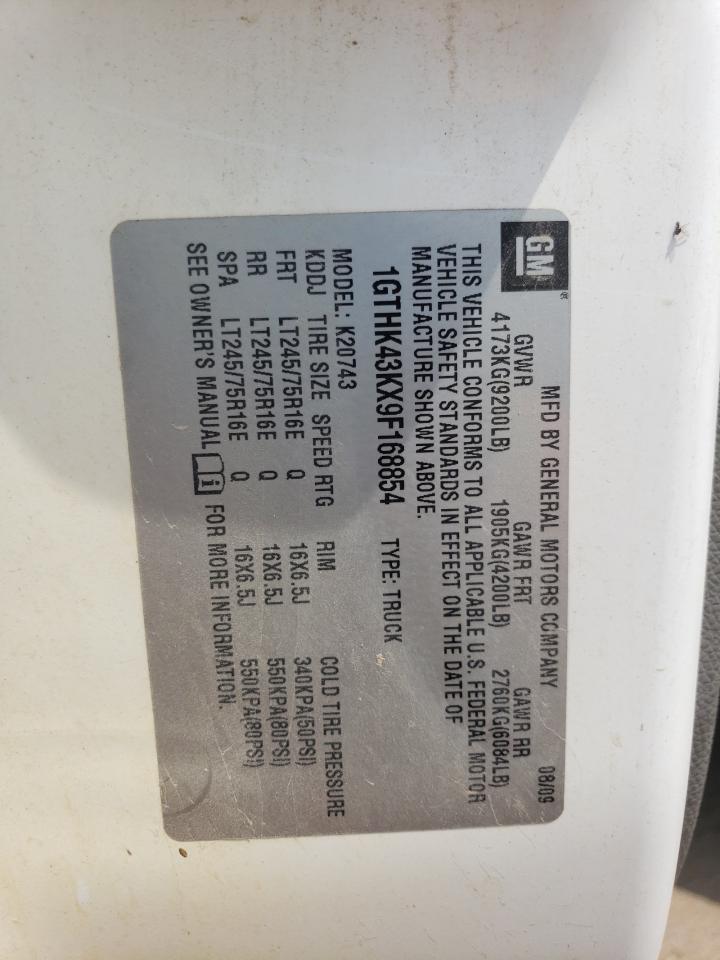 GM ®
MFD BY GENERAL MOTORS COMPANY 08/09
GVWR GAWR FRT GAWR RR
4173KG(9200LB) 1905KG(4200LB) 2760KG(6084LB)
THIS VEHICLE CONFORMS TO ALL APPLICABLE U.S. FEDERAL MOTOR
VEHICLE SAFETY STANDARDS IN EFFECT ON THE DATE OF
MANUFACTURE SHOWN ABOVE.
1GTHK43KX9F168854 TYPE: TRUCK
MODEL: K20743
KDDJ TIRE SIZE SPEED RTG RIM COLD TIRE PRESSURE
FRT LT245/75R16E Q 16X6.5J 340KPA(50PSI)
RR LT245/75R16E Q 16X6.5J 550KPA(80PSI)
SPA LT245/75R16E Q 16X6.5J 550KPA(80PSI)
SEE OWNER'S MANUAL FOR MORE INFORMATION.